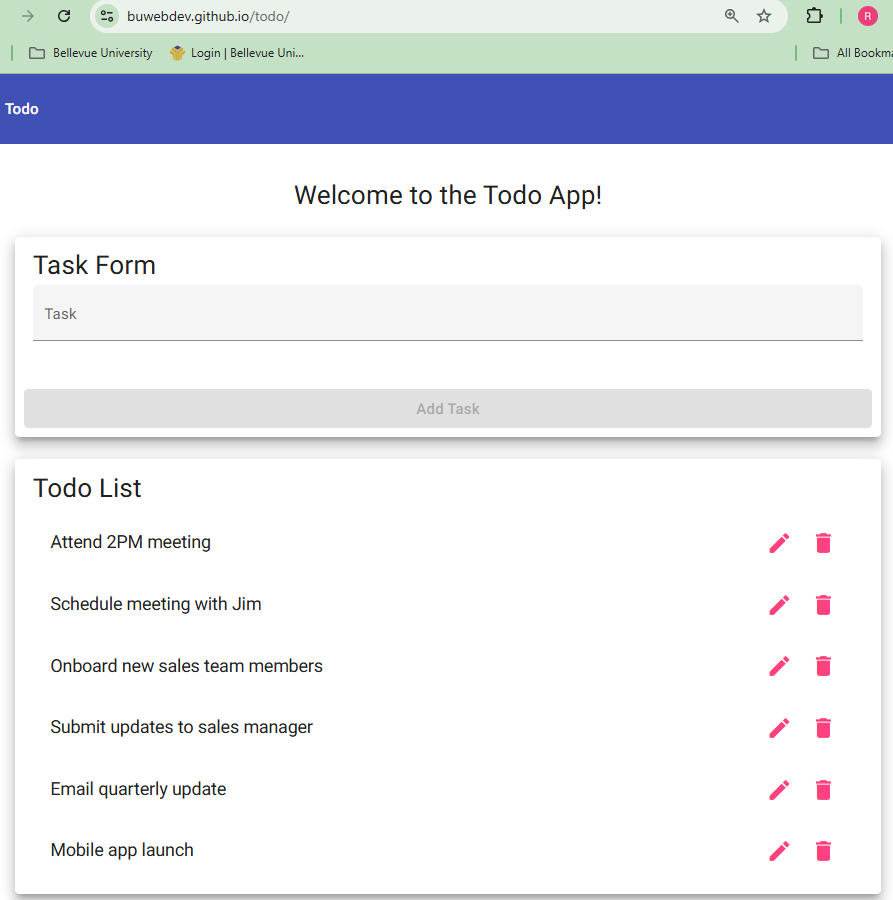 buwebdev.github.io/todo/
R
Bellevue University
Login | Bellevue Uni...
All Bookma
Todo
Welcome to the Todo App!
Task Form
Task
Add Task
Todo List
Attend 2PM meeting
Schedule meeting with Jim
Onboard new sales team members
Submit updates to sales manager
Email quarterly update
Mobile app launch